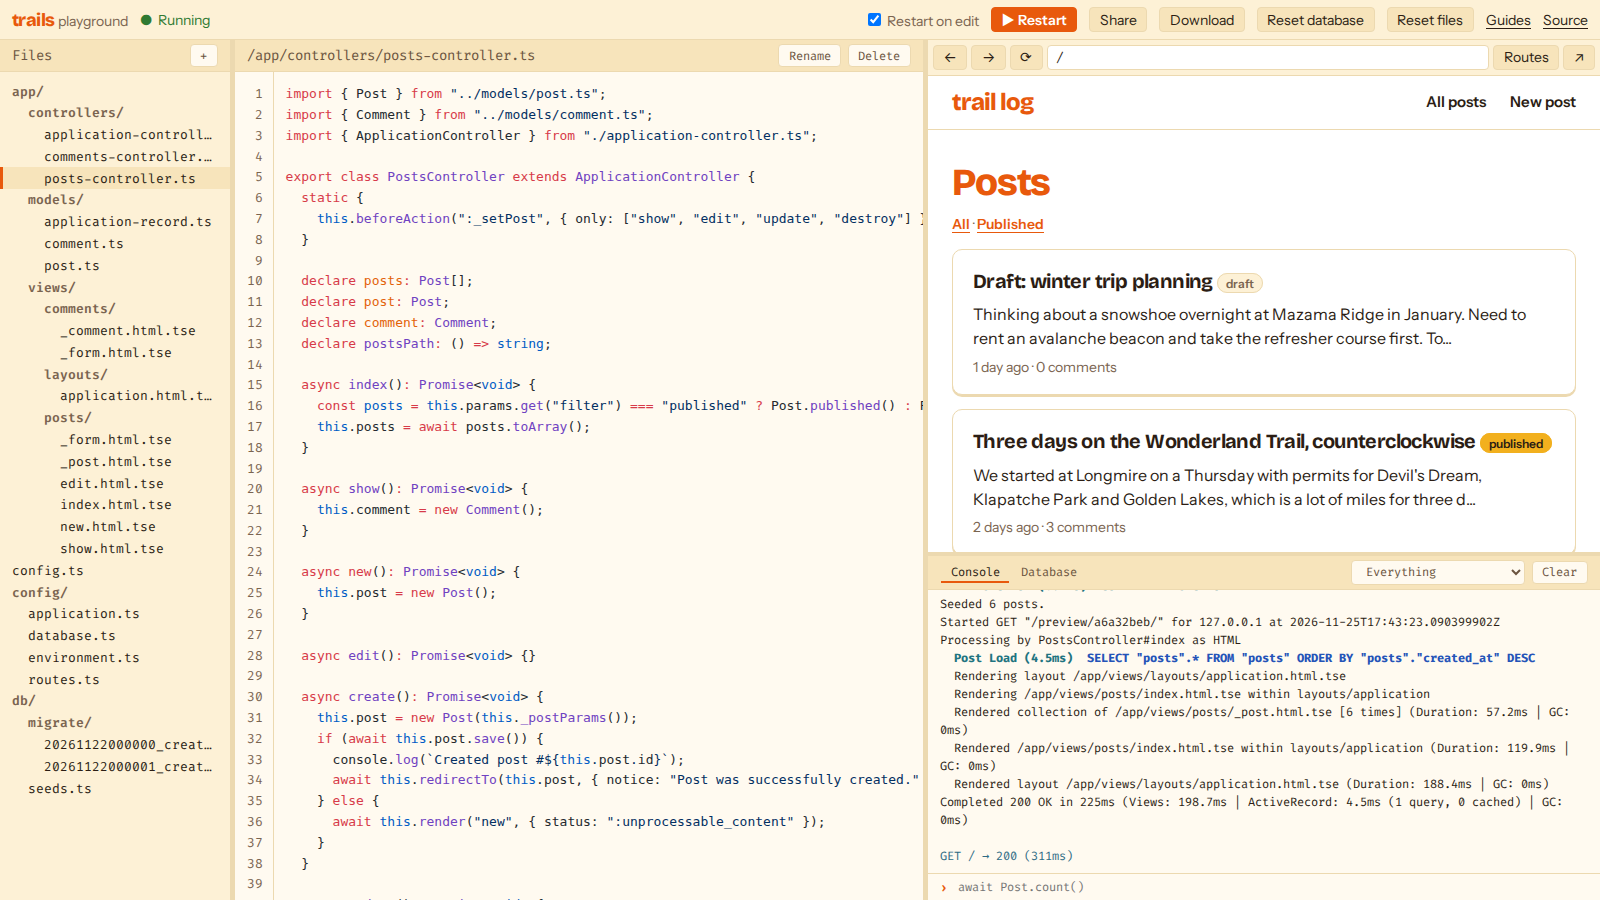 trails playground ● Running
Restart on edit ▶ Restart Share Download Reset database Reset files Guides Source
Files +
app/
controllers/
application-controll…
comments-controller.…
posts-controller.ts
models/
application-record.ts
comment.ts
post.ts
views/
comments/
_comment.html.tse
_form.html.tse
layouts/
application.html.t…
posts/
_form.html.tse
_post.html.tse
edit.html.tse
index.html.tse
new.html.tse
show.html.tse
config.ts
config/
application.ts
database.ts
environment.ts
routes.ts
db/
migrate/
20261122000000_creat…
20261122000001_creat…
seeds.ts
/app/controllers/posts-controller.ts Rename Delete
1 import { Post } from "../models/post.ts";
2 import { Comment } from "../models/comment.ts";
3 import { ApplicationController } from "./application-controller.ts";
4
5 export class PostsController extends ApplicationController {
6 static {
7 this.beforeAction(":_setPost", { only: ["show", "edit", "update", "destroy"] }
8 }
9
10 declare posts: Post[];
11 declare post: Post;
12 declare comment: Comment;
13 declare postsPath: () => string;
14
15 async index(): Promise<void> {
16 const posts = this.params.get("filter") === "published" ? Post.published() :
17 this.posts = await posts.toArray();
18 }
19
20 async show(): Promise<void> {
21 this.comment = new Comment();
22 }
23
24 async new(): Promise<void> {
25 this.post = new Post();
26 }
27
28 async edit(): Promise<void> {}
29
30 async create(): Promise<void> {
31 this.post = new Post(this._postParams());
32 if (await this.post.save()) {
33 console.log(`Created post #${this.post.id}`);
34 await this.redirectTo(this.post, { notice: "Post was successfully created."
35 } else {
36 await this.render("new", { status: ":unprocessable_content" });
37 }
38 }
39
← → ⟳ / Routes ↗
trail log All posts New post
Posts
All · Published
Draft: winter trip planning draft
Thinking about a snowshoe overnight at Mazama Ridge in January. Need to
rent an avalanche beacon and take the refresher course first. To…
1 day ago · 0 comments
Three days on the Wonderland Trail, counterclockwise published
We started at Longmire on a Thursday with permits for Devil's Dream,
Klapatche Park and Golden Lakes, which is a lot of miles for three d…
2 days ago · 3 comments
Console Database Everything Clear
Seeded 6 posts.
Started GET "/preview/a6a32beb/" for 127.0.0.1 at 2026-11-25T17:43:23.090399902Z
Processing by PostsController#index as HTML
Post Load (4.5ms) SELECT "posts".* FROM "posts" ORDER BY "posts"."created_at" DESC
Rendering layout /app/views/layouts/application.html.tse
Rendering /app/views/posts/index.html.tse within layouts/application
Rendered collection of /app/views/posts/_post.html.tse [6 times] (Duration: 57.2ms | GC:
0ms)
Rendered /app/views/posts/index.html.tse within layouts/application (Duration: 119.9ms |
GC: 0ms)
Rendered layout /app/views/layouts/application.html.tse (Duration: 188.4ms | GC: 0ms)
Completed 200 OK in 225ms (Views: 198.7ms | ActiveRecord: 4.5ms (1 query, 0 cached) | GC:
0ms)
GET / → 200 (311ms)
› await Post.count()